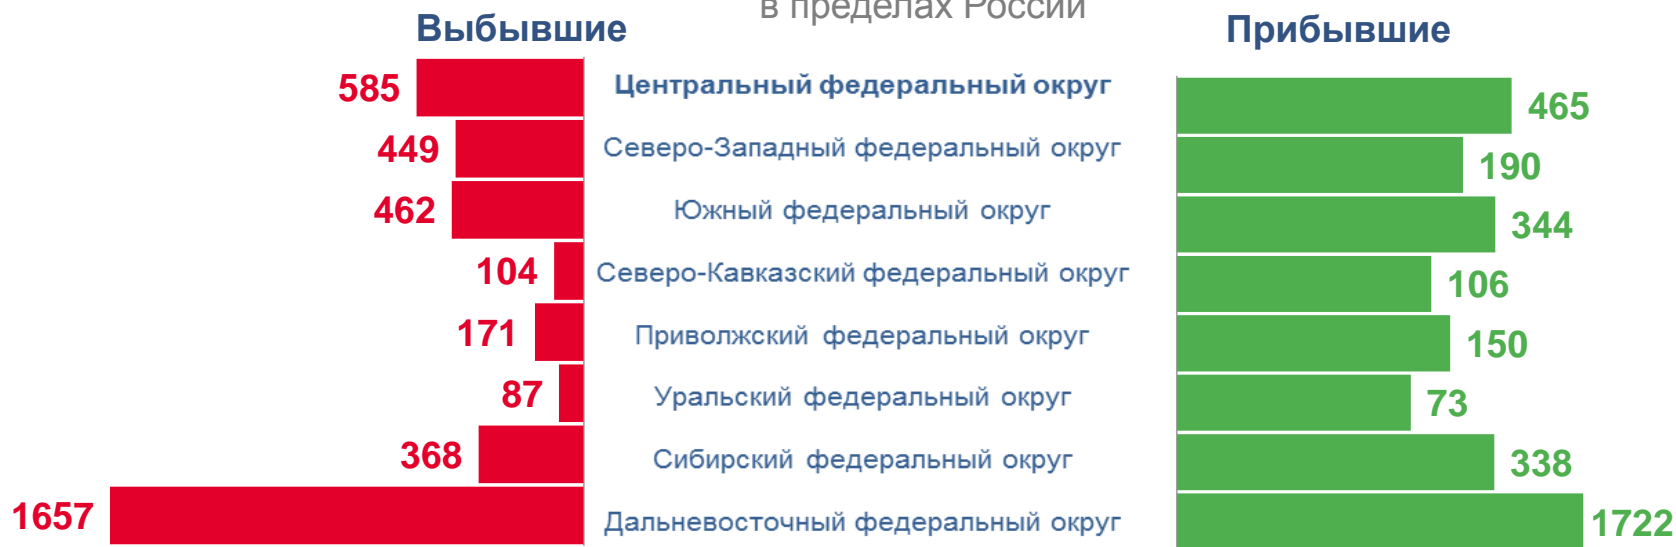 в пределах России
Выбывшие
Прибывшие
585 Центральный федеральный округ 465
449 Северо-Западный федеральный округ 190
462 Южный федеральный округ 344
104 Северо-Кавказский федеральный округ 106
171 Приволжский федеральный округ 150
87 Уральский федеральный округ 73
368 Сибирский федеральный округ 338
1657 Дальневосточный федеральный округ 1722